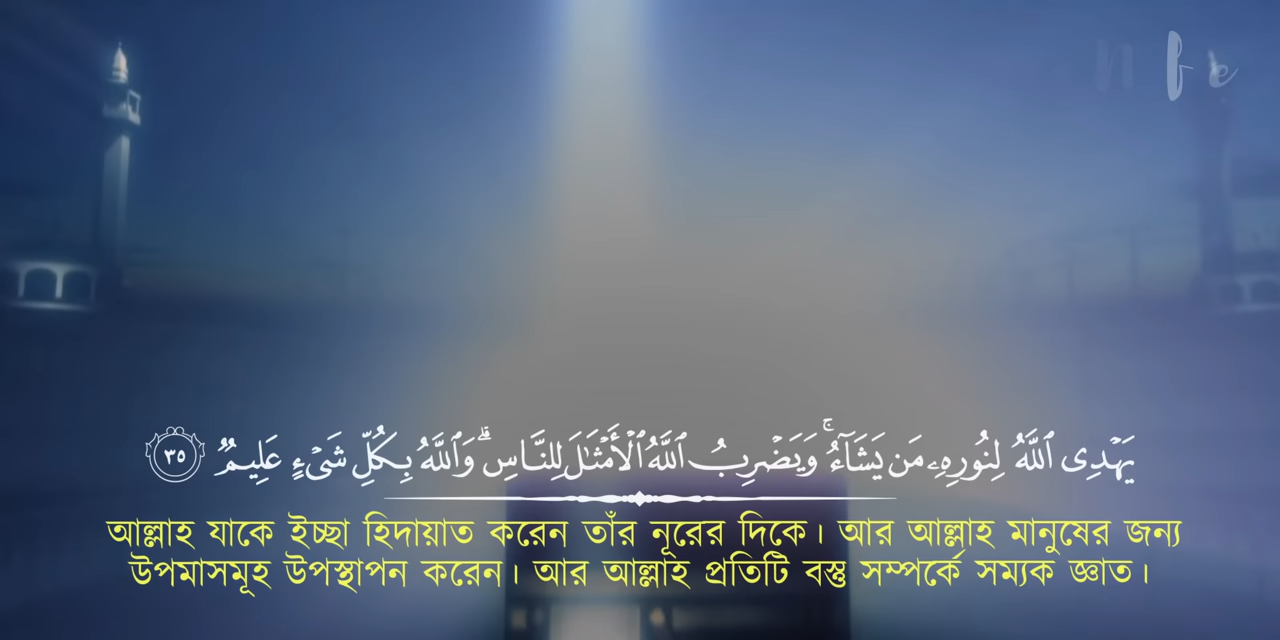 n f e
يَهْدِى ٱللَّهُ لِنُورِهِۦ مَن يَشَآءُ ۚ وَيَضْرِبُ ٱللَّهُ ٱلْأَمْثَـٰلَ لِلنَّاسِ ۗ وَٱللَّهُ بِكُلِّ شَىْءٍ عَلِيمٌ ٣٥
আল্লাহ যাকে ইচ্ছা হিদায়াত করেন তাঁর নূরের দিকে। আর আল্লাহ মানুষের জন্য
উপমাসমূহ উপস্থাপন করেন। আর আল্লাহ প্রতিটি বস্তু সম্পর্কে সম্যক জ্ঞাত।